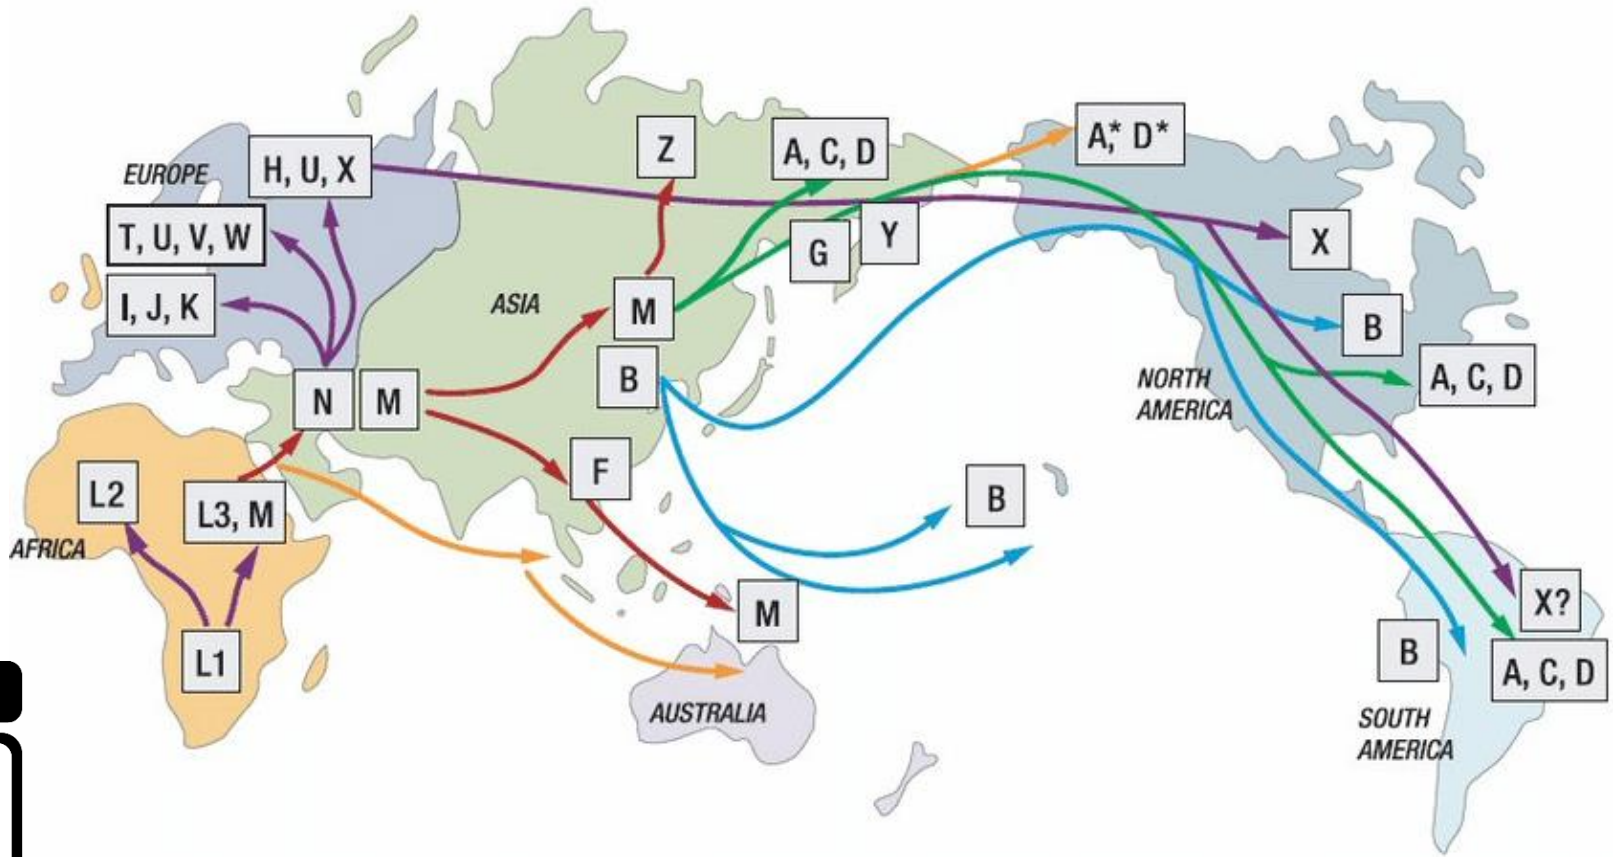 Z
A, C, D
A,* D*
EUROPE
H, U, X
T, U, V, W
G
Y
X
I, J, K
ASIA
M
B
B
N
M
A, C, D
NORTH
AMERICA
F
L2
L3, M
B
AFRICA
M
X?
L1
B
A, C, D
AUSTRALIA
SOUTH
AMERICA